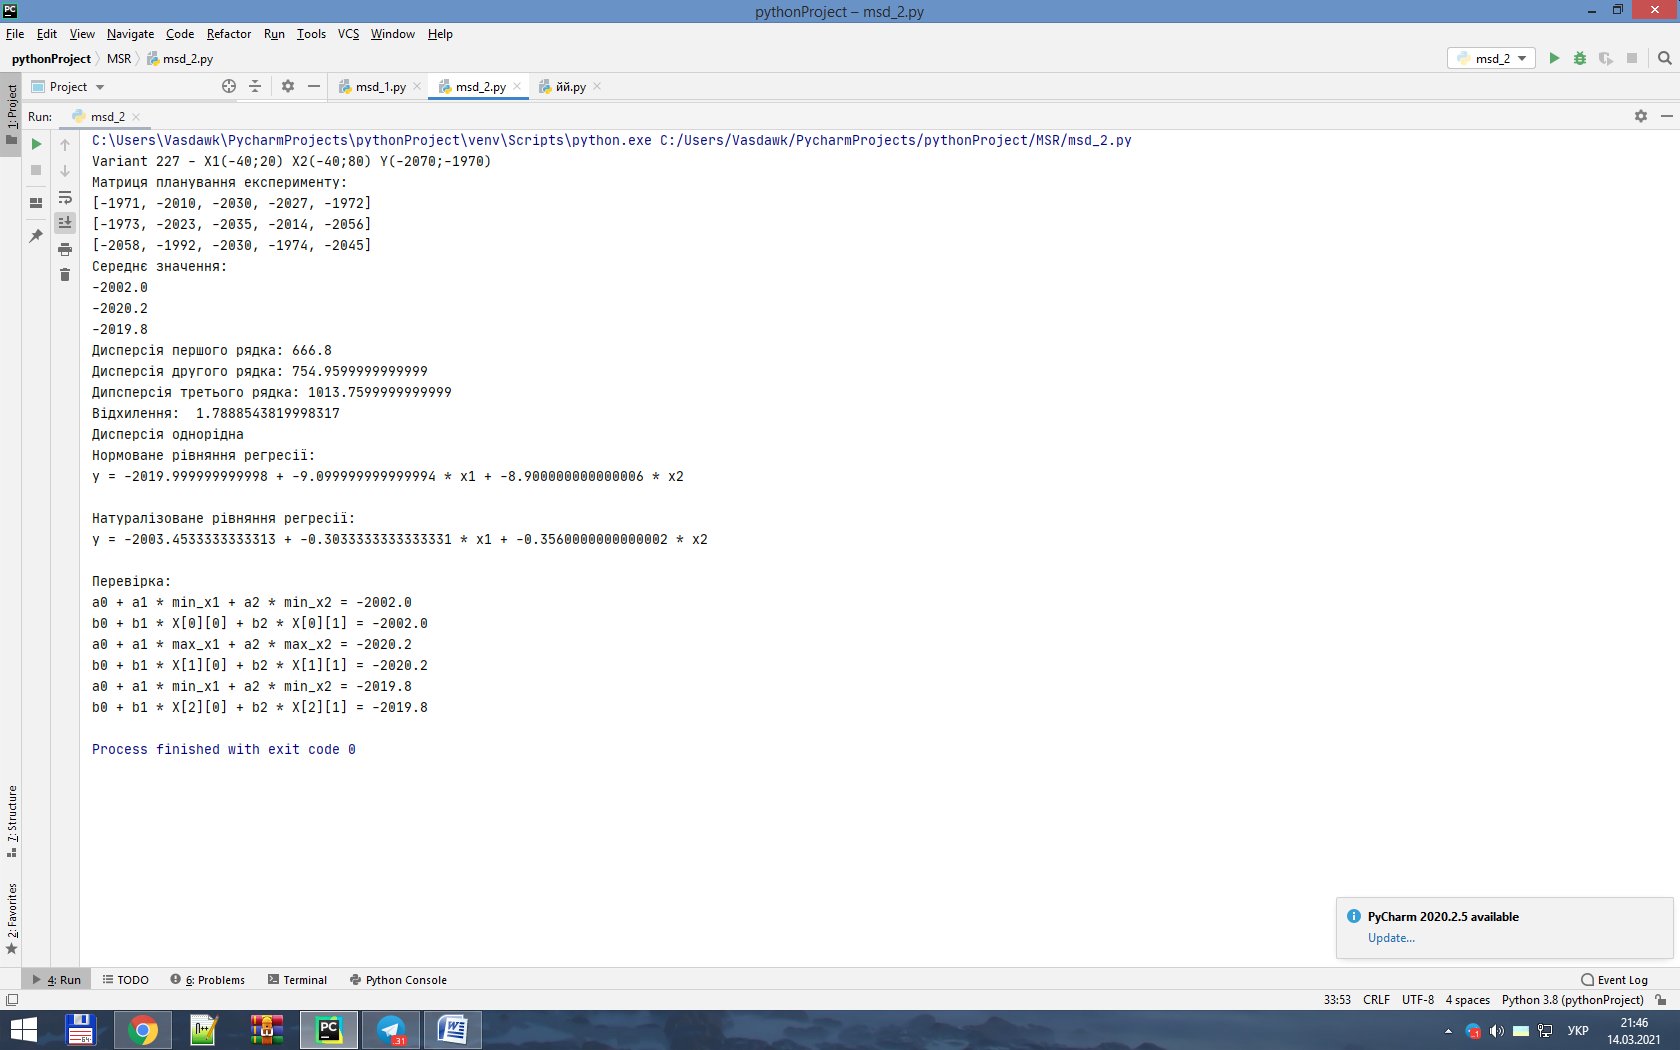 PC
pythonProject – msd_2.py
File Edit View Navigate Code Refactor Run Tools VCS Window Help
pythonProject MSR msd_2.py
msd_2
Project
msd_1.py
msd_2.py
йй.py
1: Project
Run: msd_2
C:\Users\Vasdawk\PycharmProjects\pythonProject\venv\Scripts\python.exe C:/Users/Vasdawk/PycharmProjects/pythonProject/MSR/msd_2.py
Variant 227 - X1(-40;20) X2(-40;80) Y(-2070;-1970)
Матриця планування експерименту:
[-1971, -2010, -2030, -2027, -1972]
[-1973, -2023, -2035, -2014, -2056]
[-2058, -1992, -2030, -1974, -2045]
Середнє значення:
-2002.0
-2020.2
-2019.8
Дисперсія першого рядка: 666.8
Дисперсія другого рядка: 754.9599999999999
Дипсперсія третього рядка: 1013.7599999999999
Відхилення:  1.7888543819998317
Дисперсія однорідна
Нормоване рівняння регресії:
y = -2019.999999999998 + -9.099999999999994 * x1 + -8.900000000000006 * x2
Натуралізоване рівняння регресії:
y = -2003.4533333333313 + -0.3033333333333331 * x1 + -0.3560000000000002 * x2
Перевірка:
a0 + a1 * min_x1 + a2 * min_x2 = -2002.0
b0 + b1 * X[0][0] + b2 * X[0][1] = -2002.0
a0 + a1 * max_x1 + a2 * max_x2 = -2020.2
b0 + b1 * X[1][0] + b2 * X[1][1] = -2020.2
a0 + a1 * min_x1 + a2 * min_x2 = -2019.8
b0 + b1 * X[2][0] + b2 * X[2][1] = -2019.8
Process finished with exit code 0
7: Structure
2: Favorites
PyCharm 2020.2.5 available
Update...
4: Run TODO 6: Problems Terminal Python Console Event Log
33:53 CRLF UTF-8 4 spaces Python 3.8 (pythonProject)
64
N++
PC
31
W
УКР
21:46
14.03.2021